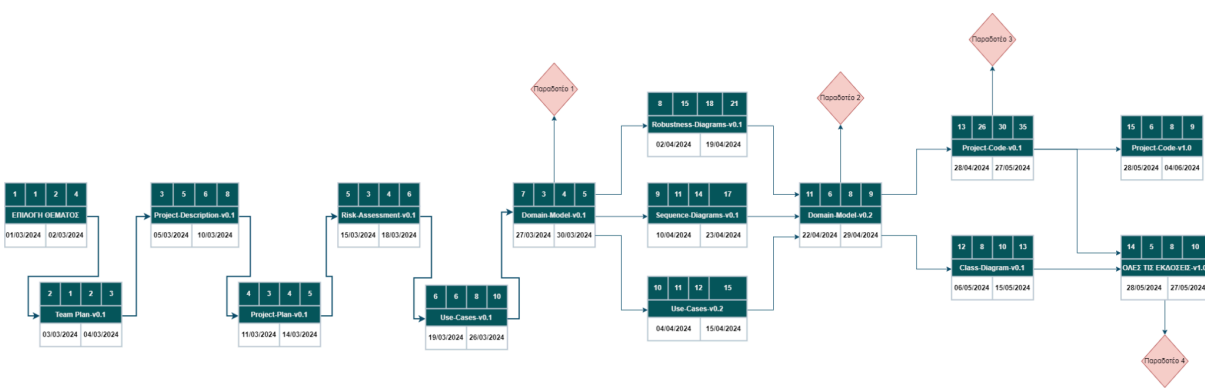 1 1 2 4
ΕΠΙΛΟΓΗ ΘΕΜΑΤΟΣ
01/03/2024 02/03/2024
2 1 2 3
Team Plan-v0.1
03/03/2024 04/03/2024
3 5 6 8
Project-Description-v0.1
05/03/2024 10/03/2024
4 3 4 5
Project-Plan-v0.1
11/03/2024 14/03/2024
5 3 4 6
Risk-Assessment-v0.1
15/03/2024 18/03/2024
6 6 8 10
Use-Cases-v0.1
19/03/2024 26/03/2024
Παραδοτέο 1
7 3 4 5
Domain-Model-v0.1
27/03/2024 30/03/2024
8 15 18 21
Robustness-Diagrams-v0.1
02/04/2024 19/04/2024
9 11 14 17
Sequence-Diagrams-v0.1
10/04/2024 23/04/2024
10 11 12 15
Use-Cases-v0.2
04/04/2024 15/04/2024
Παραδοτέο 2
11 6 8 9
Domain-Model-v0.2
22/04/2024 29/04/2024
Παραδοτέο 3
13 26 30 35
Project-Code-v0.1
28/04/2024 27/05/2024
12 8 10 13
Class-Diagram-v0.1
06/05/2024 15/05/2024
15 6 8 9
Project-Code-v1.0
28/05/2024 04/06/2024
14 5 8 10
ΟΛΕΣ ΤΙΣ ΕΚΔΟΣΕΙΣ-v1.0
28/05/2024 27/05/2024
Παραδοτέο 4